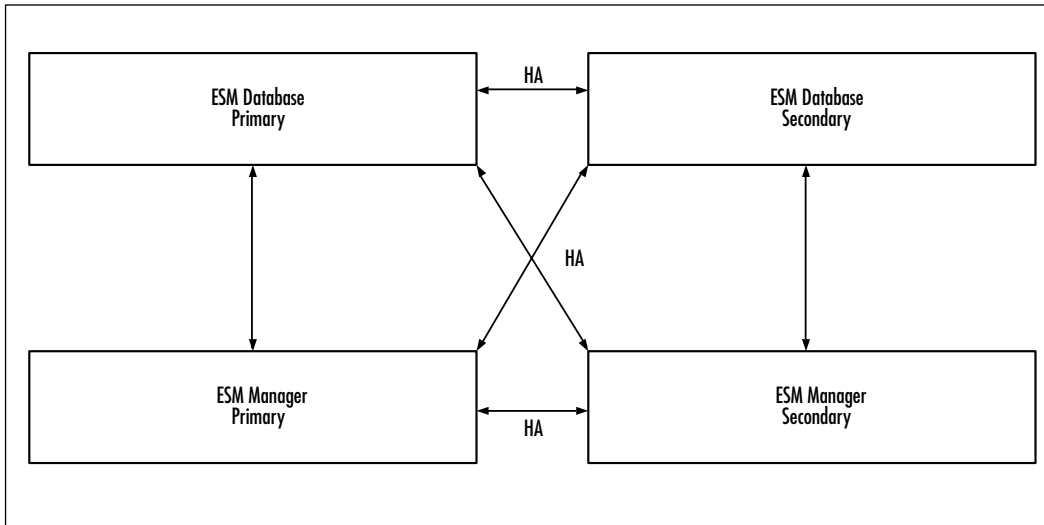 HA
ESM Database
Primary
ESM Database
Secondary
HA
ESM Manager
Primary
ESM Manager
Secondary
HA